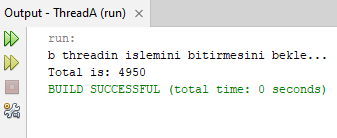 Output - ThreadA (run)
run:
b threadin islemini bitirmesini bekle...
Total is: 4950
BUILD SUCCESSFUL (total time: 0 seconds)